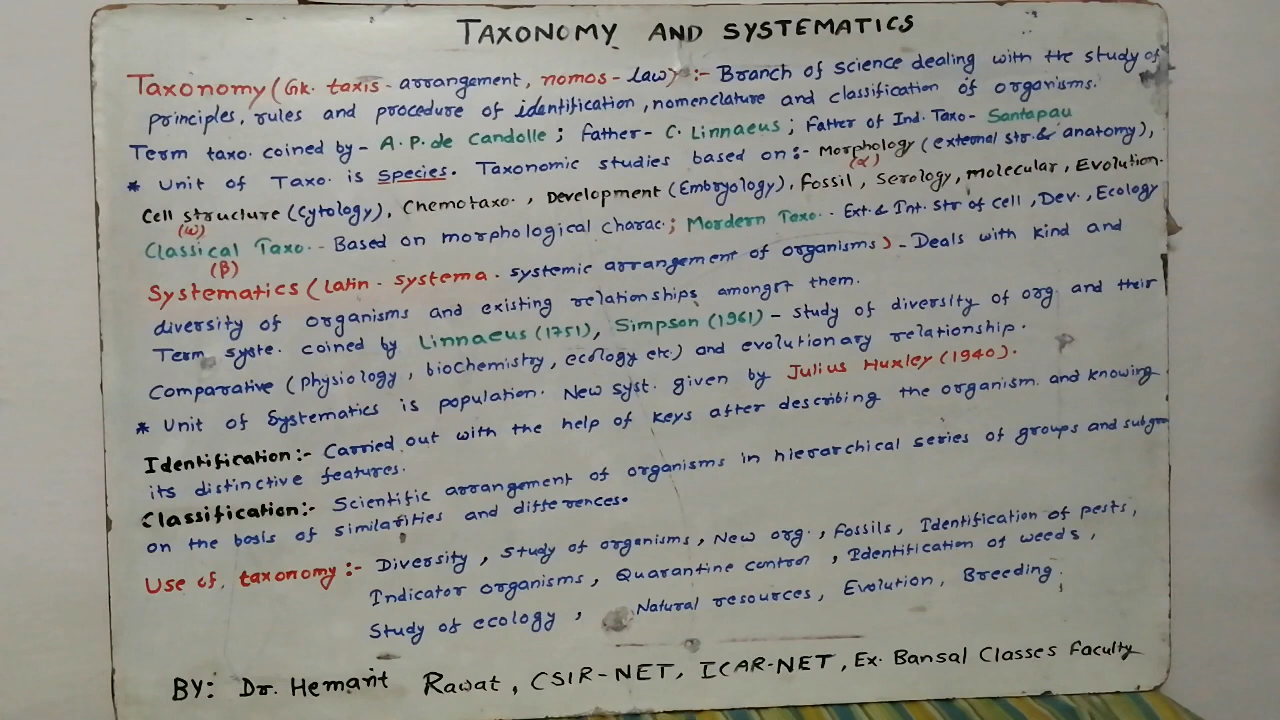 TAXONOMY AND SYSTEMATICS
Taxonomy (Gk. taxis - arrangement, nomos - law) :- Branch of science dealing with the study of
principles, rules and procedure of identification, nomenclature and classification of organisms.
Term taxo. coined by - A.P. de Candolle ; Father - C. Linnaeus ; Father of Ind. Taxo - Santapau
* Unit of Taxo. is species. Taxonomic studies based on :- Morphology (external str. & anatomy),
(α)
Cell structure (Cytology), Chemotaxo., Development (Embryology), Fossil, Serology, Molecular, Evolution.
(ω)
Classical Taxo. - Based on morphological charac. ; Mordern Taxo. - Ext. & Int. Str of cell, Dev., Ecology
(β)
Systematics (Latin - systema - systemic arrangement of organisms) - Deals with kind and
diversity of organisms and existing relationships amongst them.
Term syste. coined by Linnaeus (1751), Simpson (1961) - study of diversity of org. and their
Comparative (physiology, biochemistry, ecology etc.) and evolutionary relationship.
* Unit of Systematics is population. New syst. given by Julius Huxley (1940).
Identification :- Carried out with the help of keys after describing the organism. and knowing
its distinctive features.
Classification :- Scientific arrangement of organisms in hierarchical series of groups and
on the basis of similarities and differences.
Use of. taxonomy :- Diversity, Study of organisms, New org., Fossils, Identification of pests,
Indicator organisms, Quarantine control, Identification of weeds,
Study of ecology, Natural resources, Evolution, Breeding.
BY: Dr. Hemant Rawat, CSIR-NET, ICAR-NET, Ex. Bansal Classes Faculty